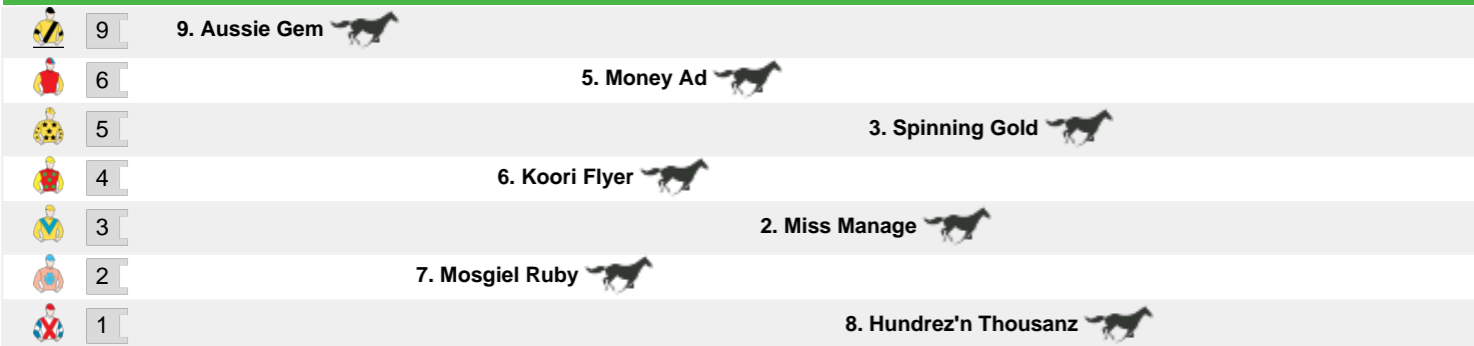 9 9. Aussie Gem
6 5. Money Ad
5 3. Spinning Gold
4 6. Koori Flyer
3 2. Miss Manage
2 7. Mosgiel Ruby
1 8. Hundrez'n Thousanz